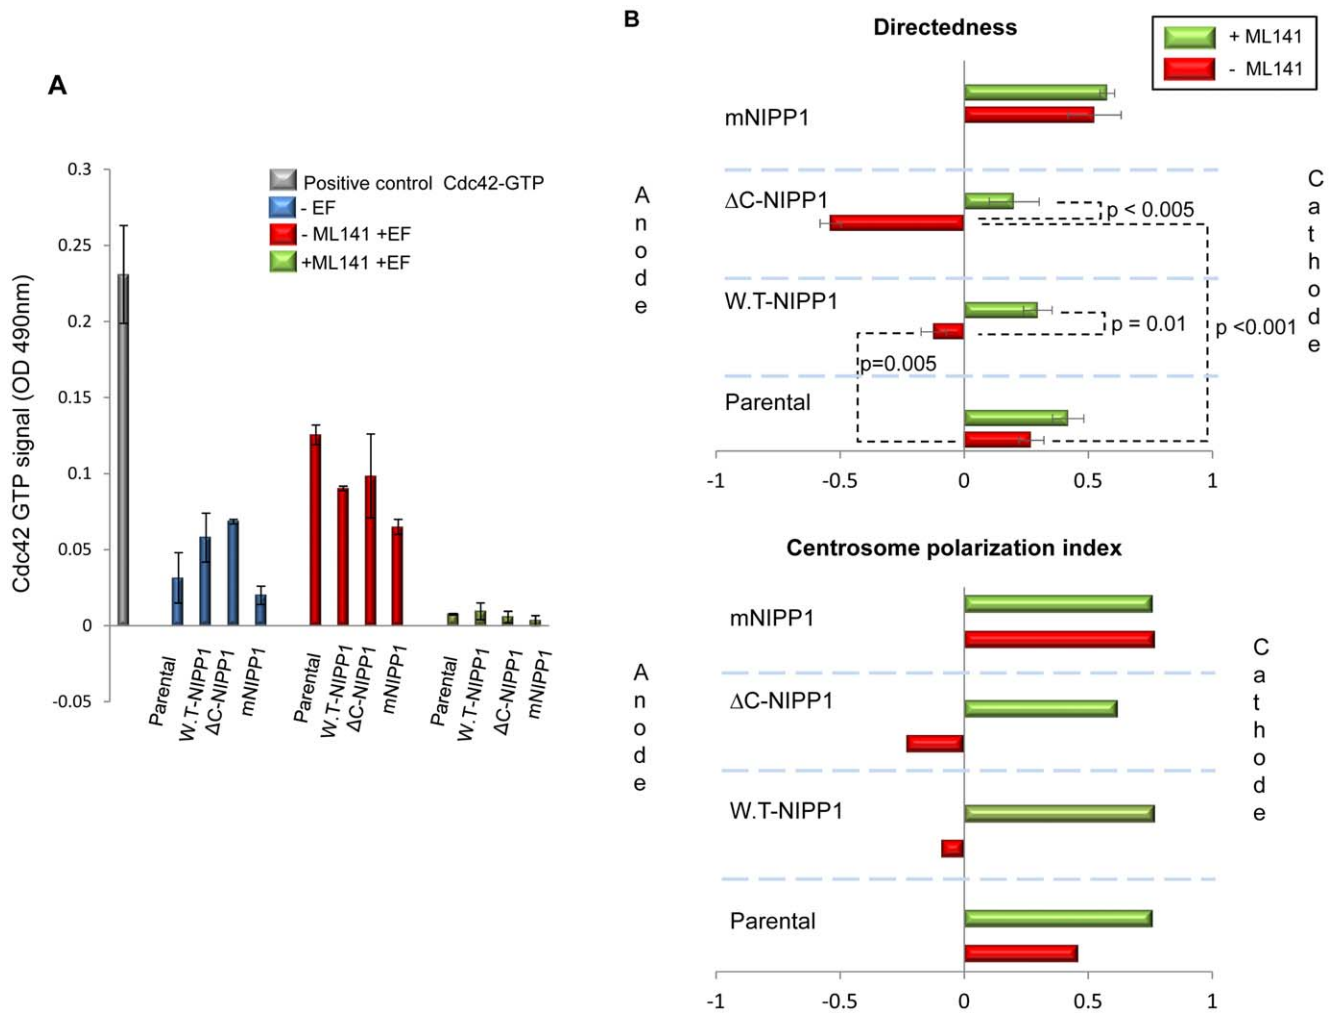 A
0.3
0.25
0.2
0.15
0.1
0.05
0
-0.05
Cdc42 GTP signal (OD 490nm)
Positive control Cdc42-GTP
- EF
- ML141 +EF
+ML141 +EF
Parental
W.T-NIPP1
ΔC-NIPP1
mNIPP1
Parental
W.T-NIPP1
ΔC-NIPP1
mNIPP1
Parental
W.T-NIPP1
ΔC-NIPP1
mNIPP1
B
Directedness
+ ML141
- ML141
Anode
Cathode
mNIPP1
ΔC-NIPP1
p < 0.005
W.T-NIPP1
p = 0.01
p <0.001
p=0.005
Parental
-1 -0.5 0 0.5 1
Centrosome polarization index
Anode
Cathode
mNIPP1
ΔC-NIPP1
W.T-NIPP1
Parental
-1 -0.5 0 0.5 1